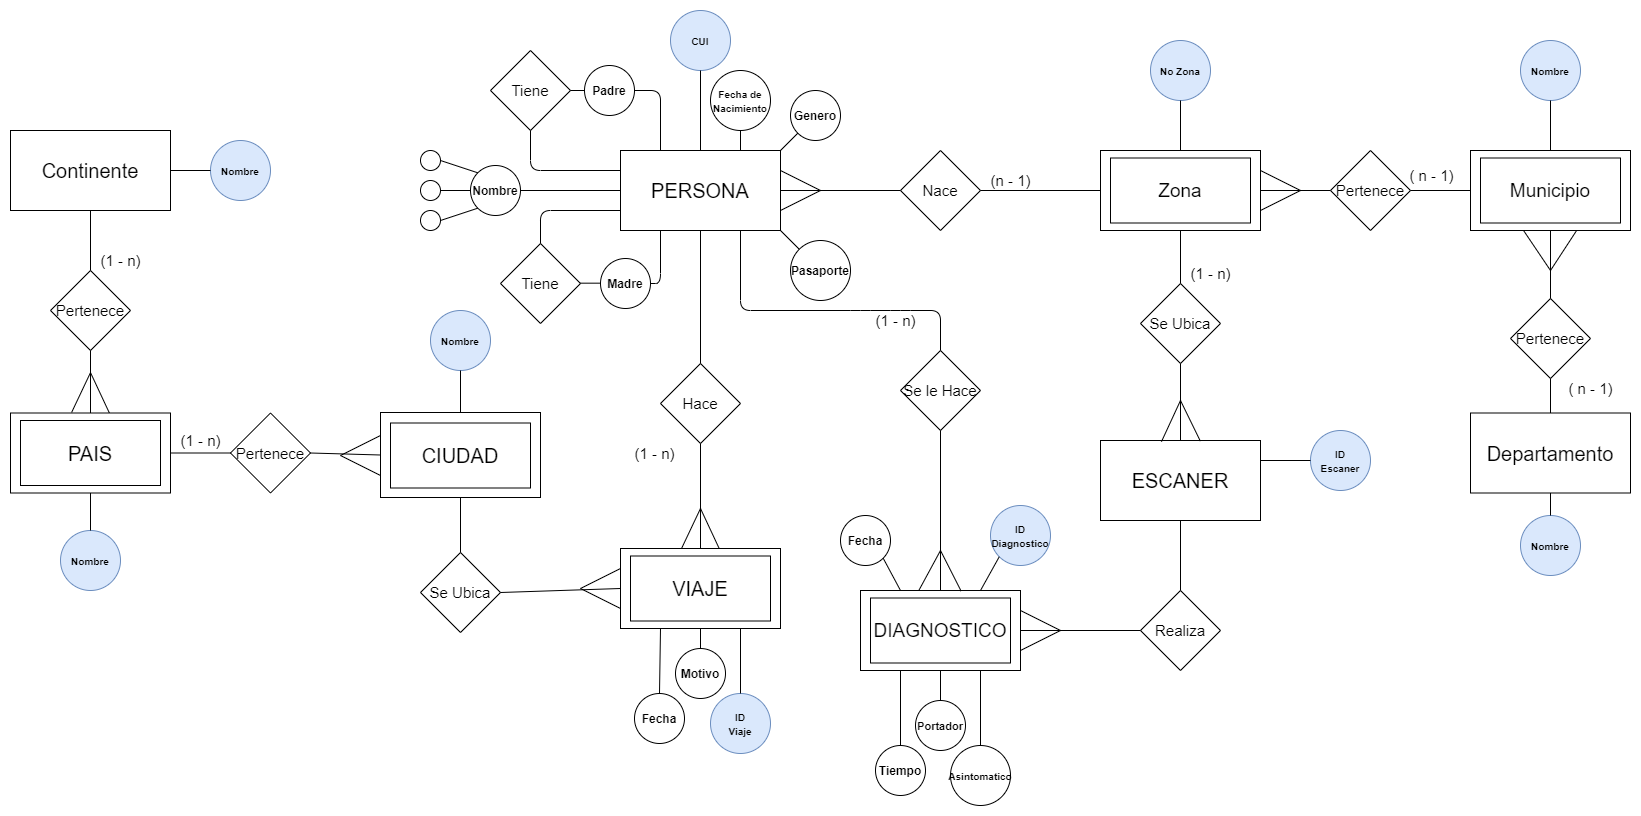 CUI
Tiene
Padre
Fecha de
Nacimiento
Genero
No Zona
Nombre
Continente
Nombre
Nombre
PERSONA
Nace
(n - 1)
Zona
Pertenece
( n - 1)
Municipio
(1 - n)
Tiene
Madre
Pasaporte
(1 - n)
Pertenece
Nombre
(1 - n)
Se Ubica
Pertenece
Hace
Se le Hace
( n - 1)
PAIS
(1 - n)
Pertenece
CIUDAD
(1 - n)
ESCANER
ID
Escaner
Departamento
Nombre
Se Ubica
VIAJE
Fecha
ID
Diagnostico
Nombre
DIAGNOSTICO
Realiza
Motivo
Fecha
ID
Viaje
Portador
Tiempo
Asintomatico